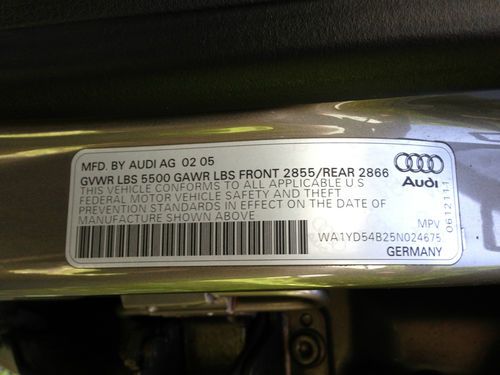 MFD. BY AUDI AG 02 05
GVWR LBS 5500 GAWR LBS FRONT 2855/REAR 2866
THIS VEHICLE CONFORMS TO ALL APPLICABLE U S
FEDERAL MOTOR VEHICLE SAFETY AND THEFT
PREVENTION STANDARDS IN EFFECT ON THE DATE OF
MANUFACTURE SHOWN ABOVE
Audi
0612111
MPV
WA1YD54B25N024675
GERMANY